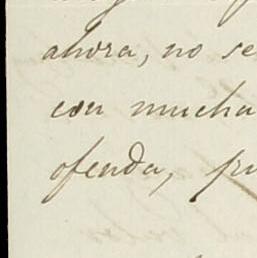 ahora, no se
con mucha
ofenda,